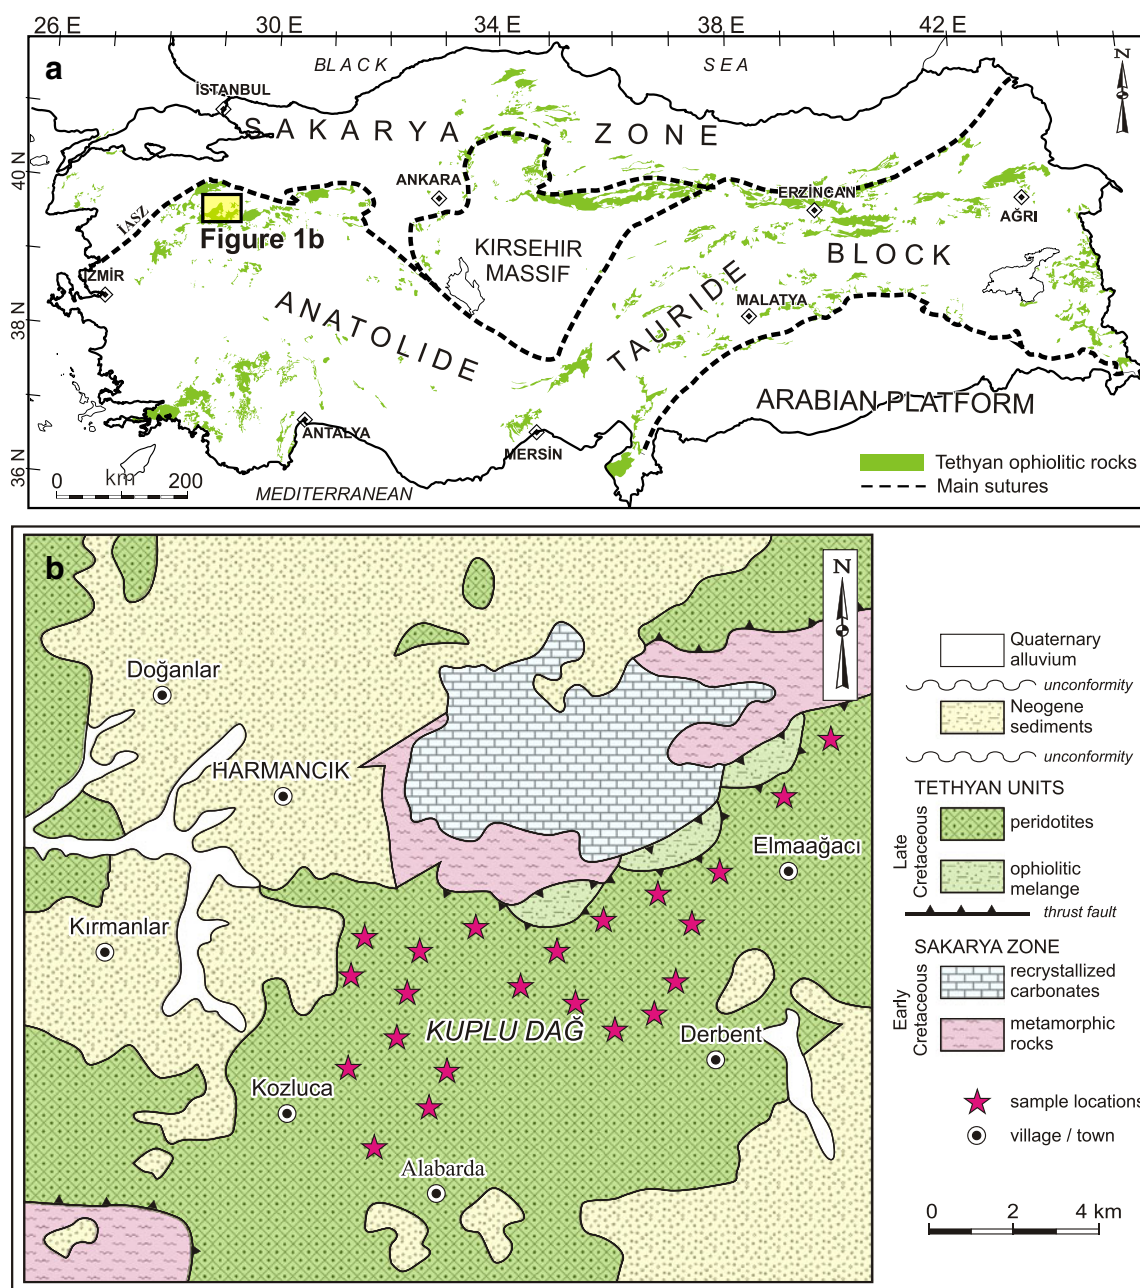 26 E 30 E 34 E 38 E 42 E
a
BLACK SEA
N
İSTANBUL
SAKARYA ZONE
40 N
ANKARA
ERZİNCAN
AĞRI
İASZ
Figure 1b
KIRSEHIR
MASSIF
BLOCK
İZMİR
ANATOLIDE
TAURIDE
MALATYA
38 N
ARABIAN PLATFORM
ANTALYA
MERSİN
36 N
km
0 200
MEDITERRANEAN
Tethyan ophiolitic rocks
Main sutures
b
N
Doğanlar
HARMANCIK
Elmaağacı
Kırmanlar
KUPLU DAĞ
Derbent
Kozluca
Alabarda
Quaternary
alluvium
unconformity
Neogene
sediments
unconformity
TETHYAN UNITS
Late
Cretaceous
peridotites
ophiolitic
melange
thrust fault
SAKARYA ZONE
Early
Cretaceous
recrystallized
carbonates
metamorphic
rocks
sample locations
village / town
0 2 4 km